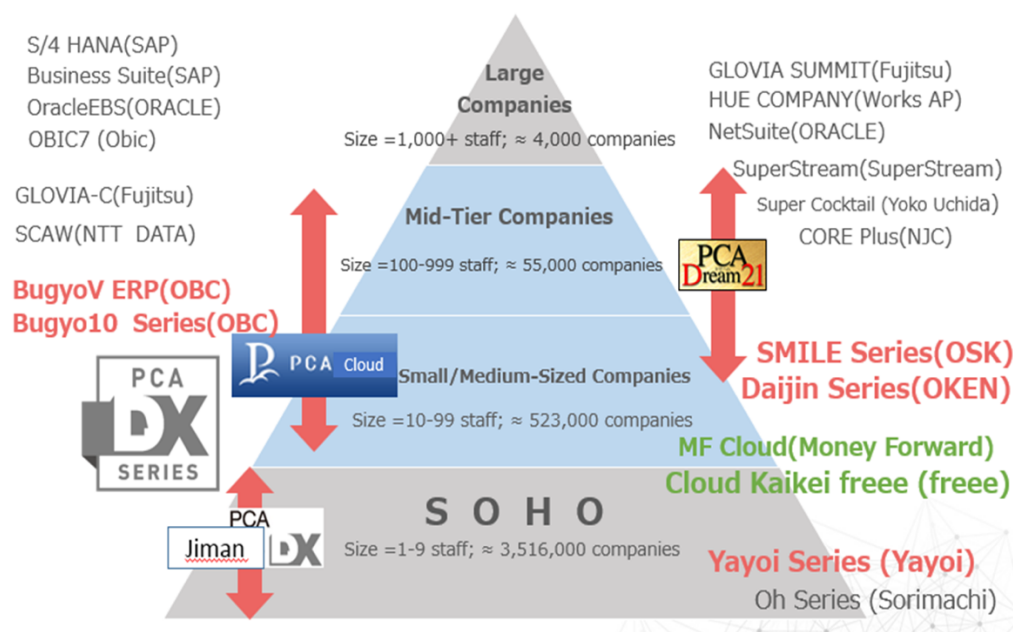 S/4 HANA(SAP)
Business Suite(SAP)
OracleEBS(ORACLE)
OBIC7 (Obic)
GLOVIA-C(Fujitsu)
SCAW(NTT DATA)
BugyoV ERP(OBC)
Bugyo10 Series(OBC)
PCA
DX
SERIES
PCA Cloud
PCA
Jiman
DX
Large
Companies
Size =1,000+ staff; ≈ 4,000 companies
Mid-Tier Companies
Size =100-999 staff; ≈ 55,000 companies
Small/Medium-Sized Companies
Size =10-99 staff; ≈ 523,000 companies
S O H O
Size =1-9 staff; ≈ 3,516,000 companies
GLOVIA SUMMIT(Fujitsu)
HUE COMPANY(Works AP)
NetSuite(ORACLE)
SuperStream(SuperStream)
Super Cocktail (Yoko Uchida)
CORE Plus(NJC)
PCA
Dream21
SMILE Series(OSK)
Daijin Series(OKEN)
MF Cloud(Money Forward)
Cloud Kaikei freee (freee)
Yayoi Series (Yayoi)
Oh Series (Sorimachi)